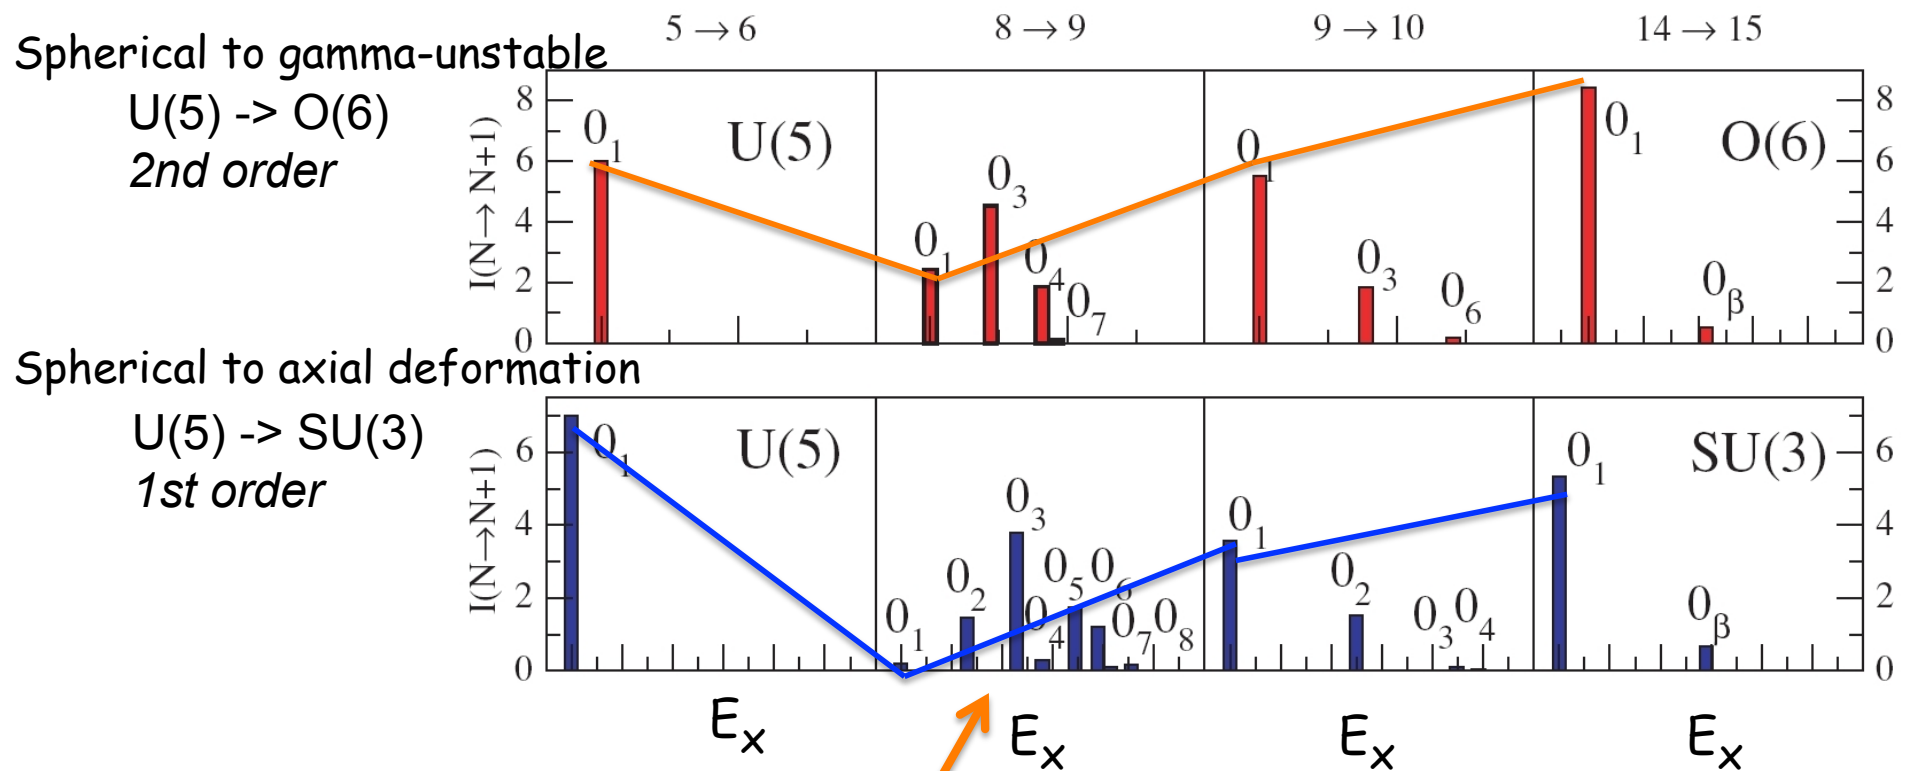 5 → 6 8 → 9 9 → 10 14 → 15
Spherical to gamma-unstable
U(5) -> O(6)
2nd order
I(N→ N+1)
8
6
4
2
0
0₁
U(5)
0₁
0₃
0₄
0₇
0₁
0₃
0₆
0₁
O(6)
0β
8
6
4
2
0
Spherical to axial deformation
U(5) -> SU(3)
1st order
I(N→N+1)
6
4
2
0
0₁
U(5)
0₁
0₂
0₃
0₄
0₅
0₆
0₇
0₈
0₁
0₂
0₃
0₄
0₁
SU(3)
0β
6
4
2
0
Eₓ Eₓ Eₓ Eₓ